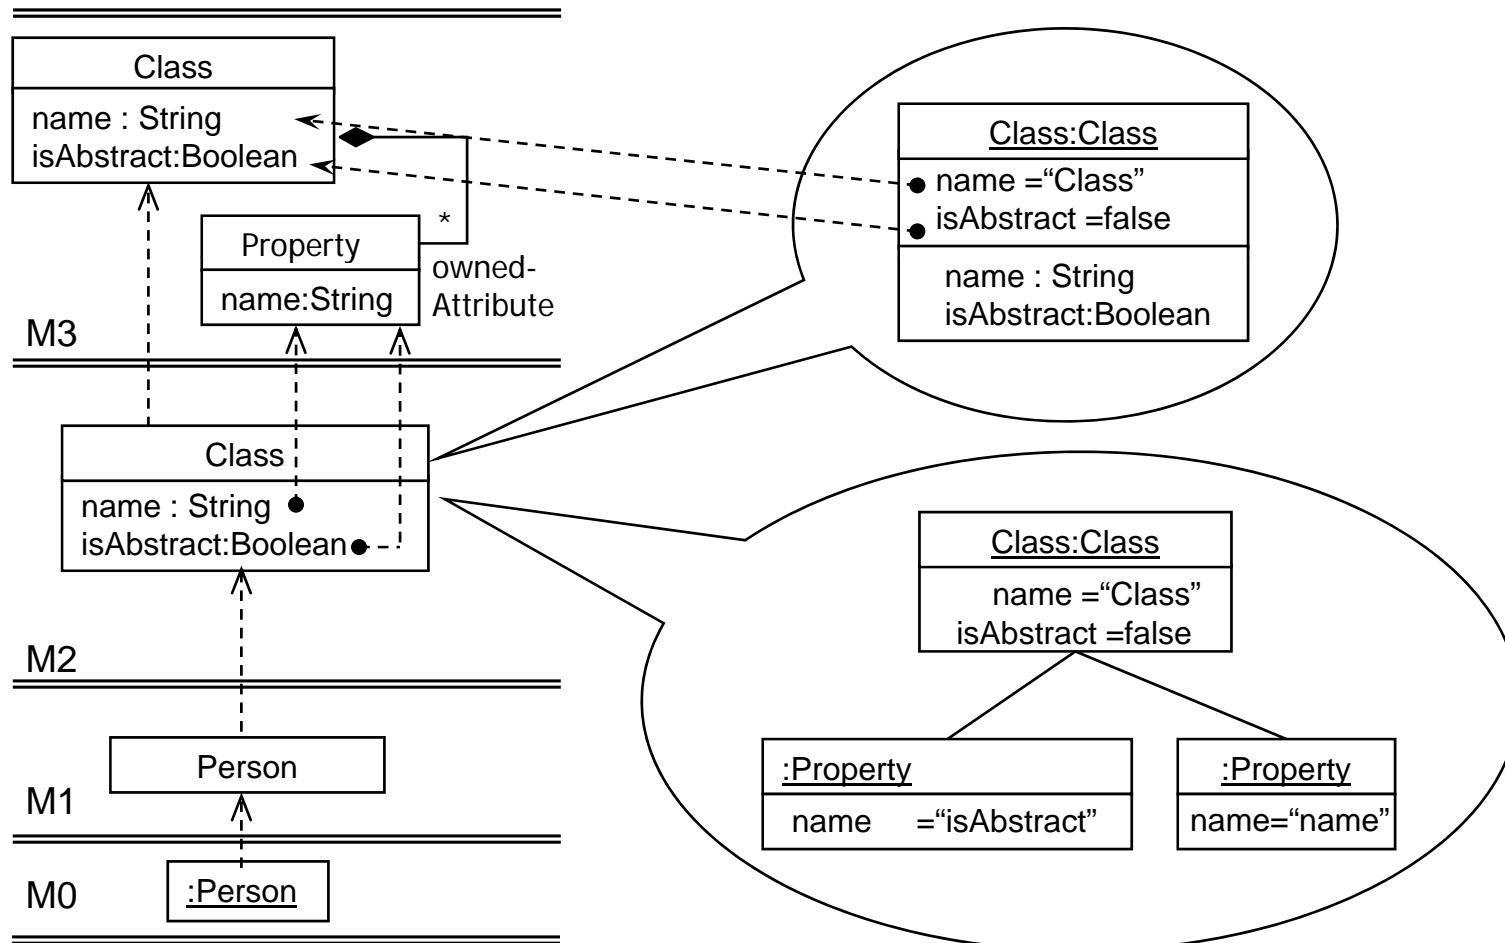 Class
name : String
isAbstract:Boolean
*
Property
name:String
owned-
Attribute
M3
Class
name : String
isAbstract:Boolean
M2
Person
M1
:Person
M0
Class:Class
name =“Class”
isAbstract =false
name : String
isAbstract:Boolean
Class:Class
name =“Class”
isAbstract =false
:Property
name =“isAbstract”
:Property
name=“name”